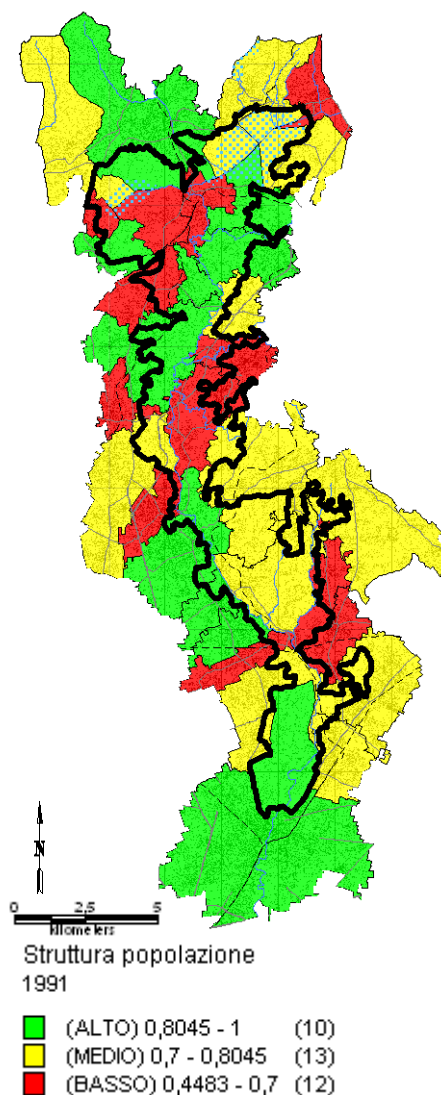 N
0 2,5 5
kilometers
Struttura popolazione
1991
(ALTO) 0,8045 - 1 (10)
(MEDIO) 0,7 - 0,8045 (13)
(BASSO) 0,4483 - 0,7 (12)